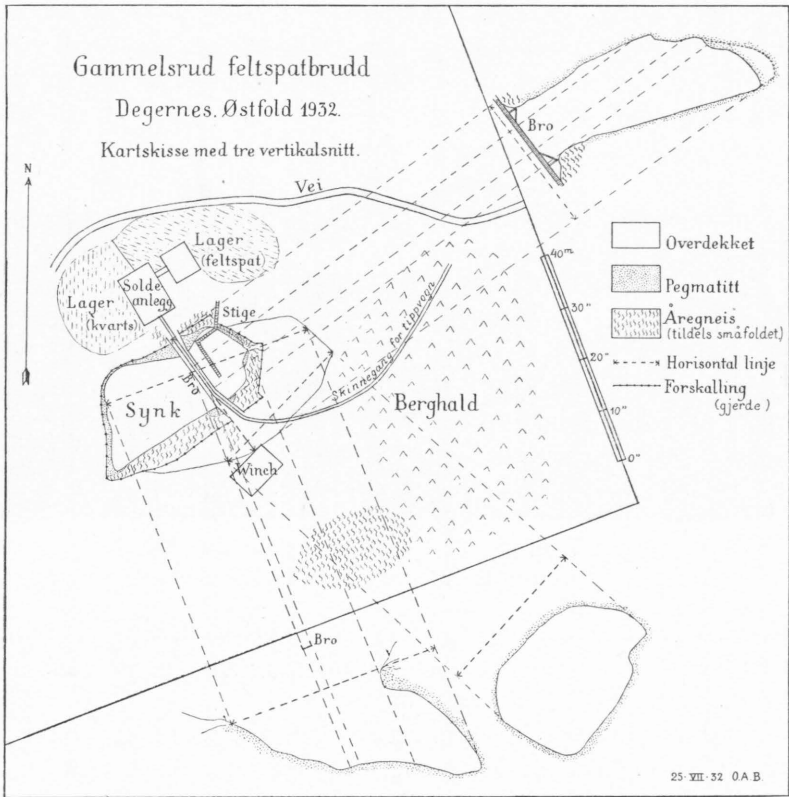 Gammelsrud feltspatbrudd
Degernes. Østfold 1932.
Kartskisse med tre vertikalsnitt.
N
Vei
Bro
Lager
(feltspat)
Solde-
anlegg
Lager
(kvarts)
Stige
Bro
Skinnegang for tippvogn
Synk
Berghald
Winch
40m
30"
20"
10"
0"
Overdekket
Pegmatitt
Åregneis
(tildels småfoldet)
Horisontal linje
Forskalling
(gjerde)
Bro
25·VII·32 O.A.B.